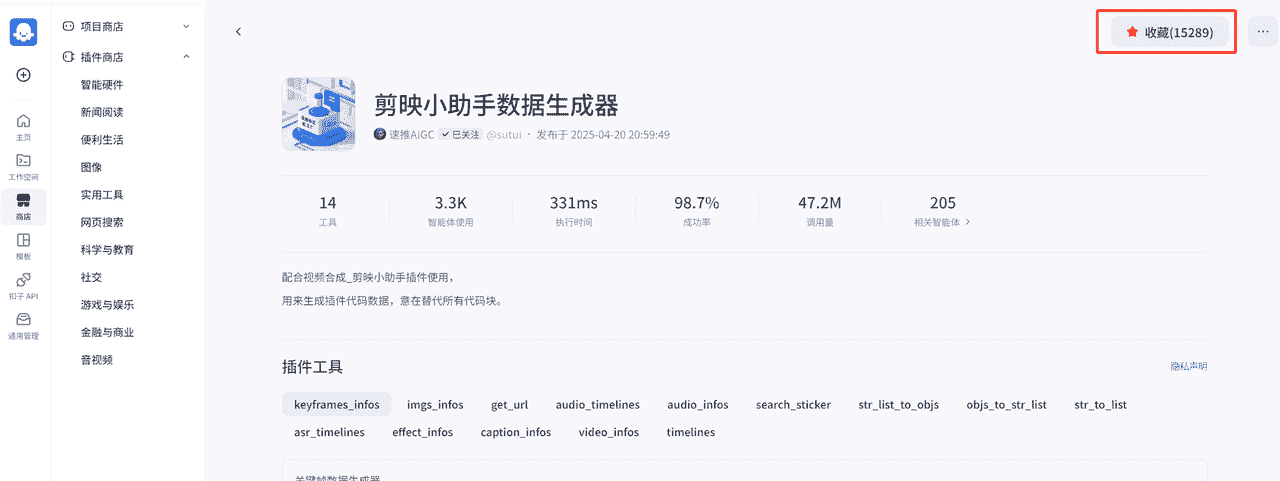 项目商店
插件商店
智能硬件
新闻阅读
便利生活
图像
实用工具
网页搜索
科学与教育
社交
游戏与娱乐
金融与商业
音视频
主页
工作空间
商店
模板
扣子 API
通用管理
收藏(15289)
剪映小助手数据生成器
速推AIGC 已关注 @sutui · 发布于 2025-04-20 20:59:49
14 3.3K 331ms 98.7% 47.2M 205
工具 智能体使用 执行时间 成功率 调用量 相关智能体
配合视频合成_剪映小助手插件使用，
用来生成插件代码数据，意在替代所有代码块。
插件工具 隐私声明
keyframes_infos imgs_infos get_url audio_timelines audio_infos search_sticker str_list_to_objs objs_to_str_list str_to_list
asr_timelines effect_infos caption_infos video_infos timelines
关键帧数据生成器